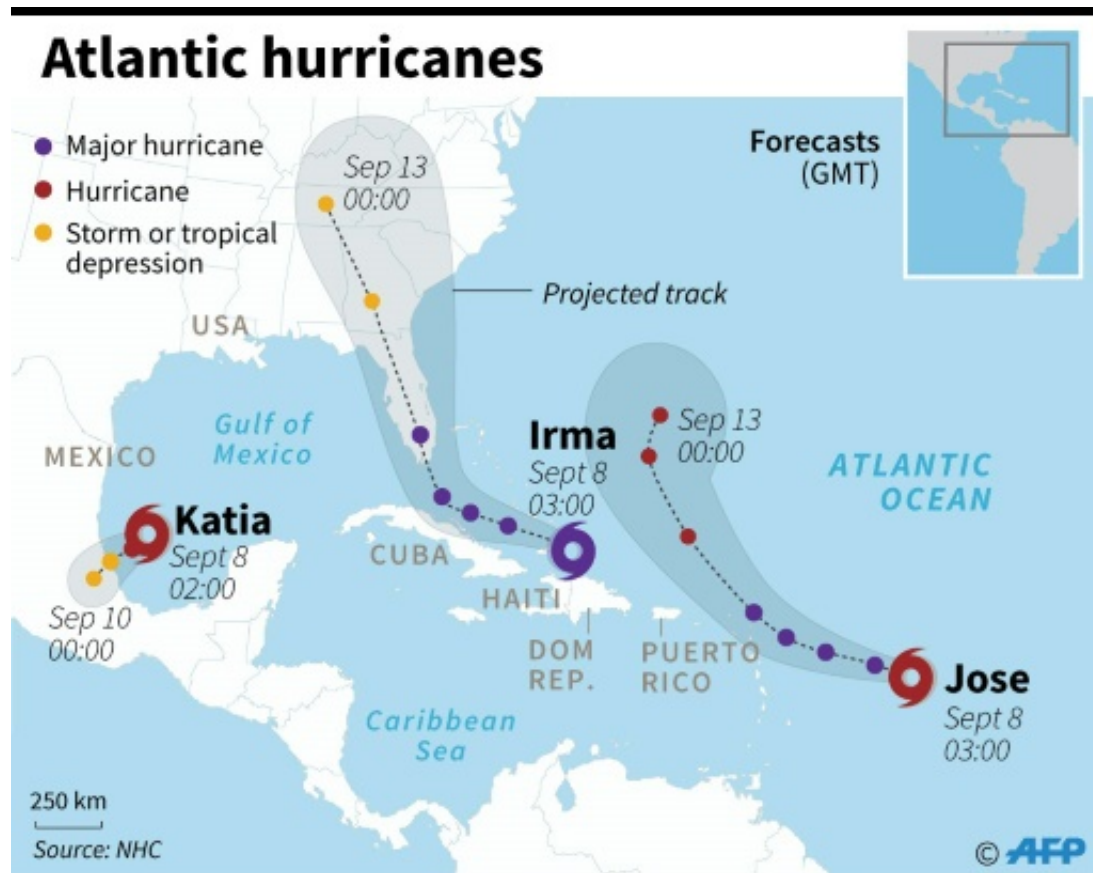 Atlantic hurricanes
Major hurricane
Hurricane
Storm or tropical
depression
Forecasts
(GMT)
Sep 13
00:00
Projected track
USA
Gulf of
Mexico
MEXICO
Irma
Sept 8
03:00
Sep 13
00:00
ATLANTIC
OCEAN
Katia
Sept 8
02:00
CUBA
HAITI
Sep 10
00:00
DOM
REP.
PUERTO
RICO
Jose
Sept 8
03:00
Caribbean
Sea
250 km
Source: NHC
© AFP